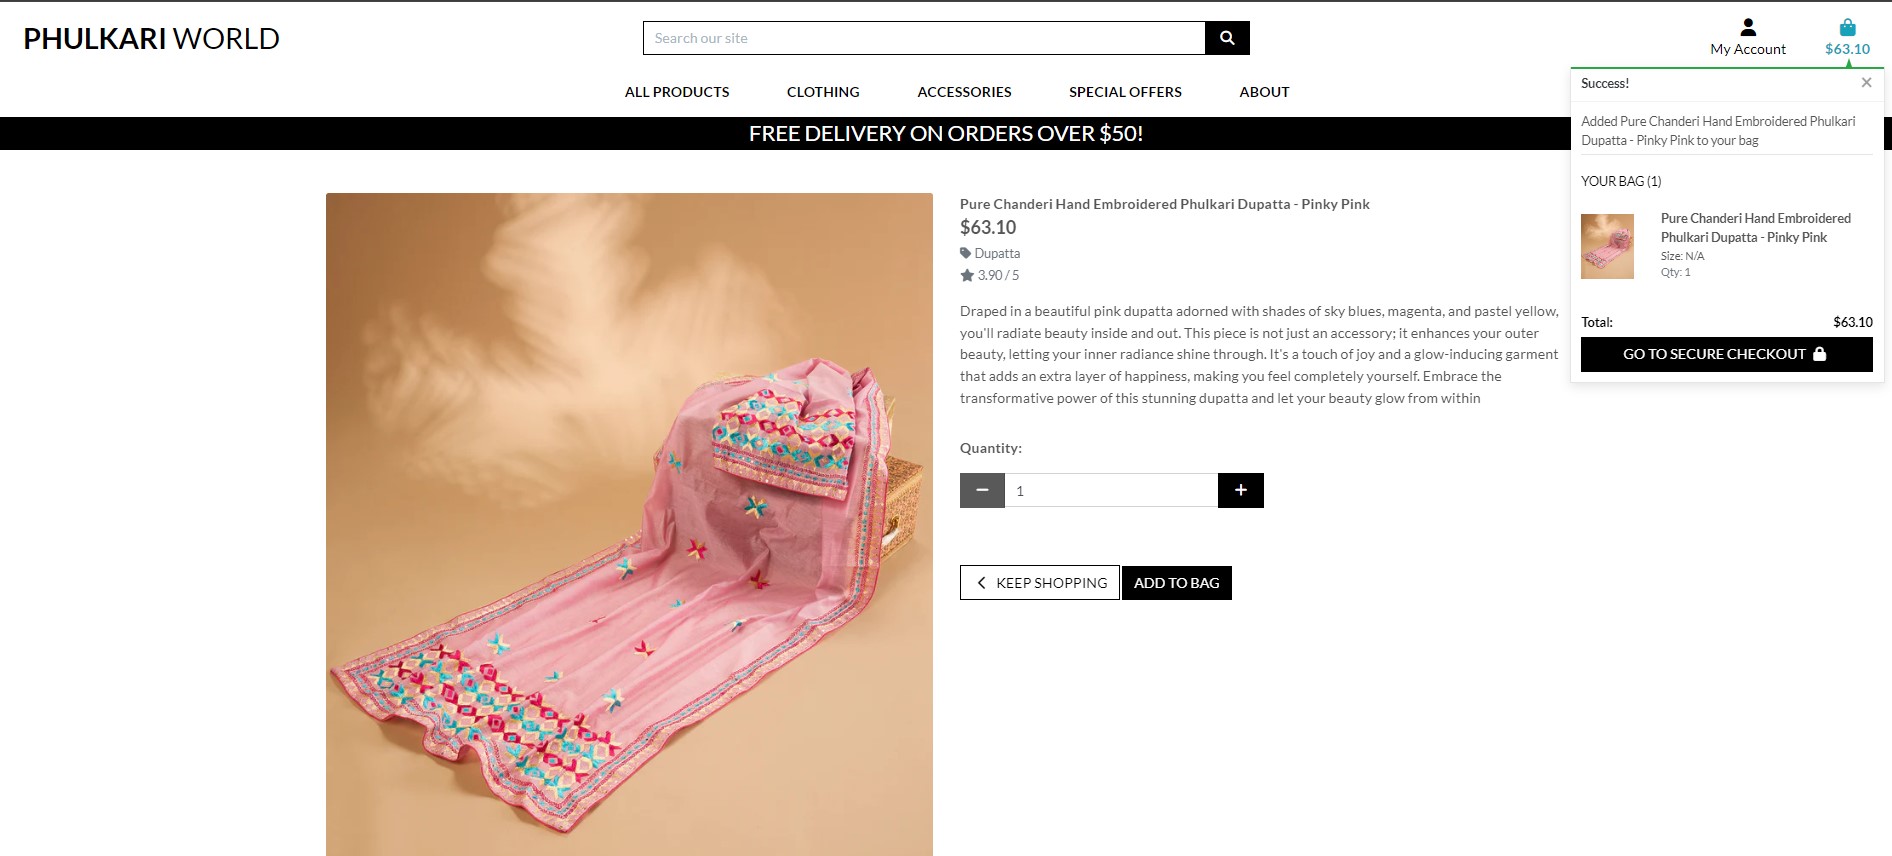 PHULKARI WORLD
Search our site
My Account
$63.10
ALL PRODUCTS
CLOTHING
ACCESSORIES
SPECIAL OFFERS
ABOUT
FREE DELIVERY ON ORDERS OVER $50!
Success!
Added Pure Chanderi Hand Embroidered Phulkari
Dupatta - Pinky Pink to your bag
YOUR BAG (1)
Pure Chanderi Hand Embroidered
Phulkari Dupatta - Pinky Pink
Size: N/A
Qty: 1
Total: $63.10
GO TO SECURE CHECKOUT
Pure Chanderi Hand Embroidered Phulkari Dupatta - Pinky Pink
$63.10
Dupatta
3.90 / 5
Draped in a beautiful pink dupatta adorned with shades of sky blues, magenta, and pastel yellow,
you'll radiate beauty inside and out. This piece is not just an accessory; it enhances your outer
beauty, letting your inner radiance shine through. It's a touch of joy and a glow-inducing garment
that adds an extra layer of happiness, making you feel completely yourself. Embrace the
transformative power of this stunning dupatta and let your beauty glow from within
Quantity:
1
KEEP SHOPPING
ADD TO BAG